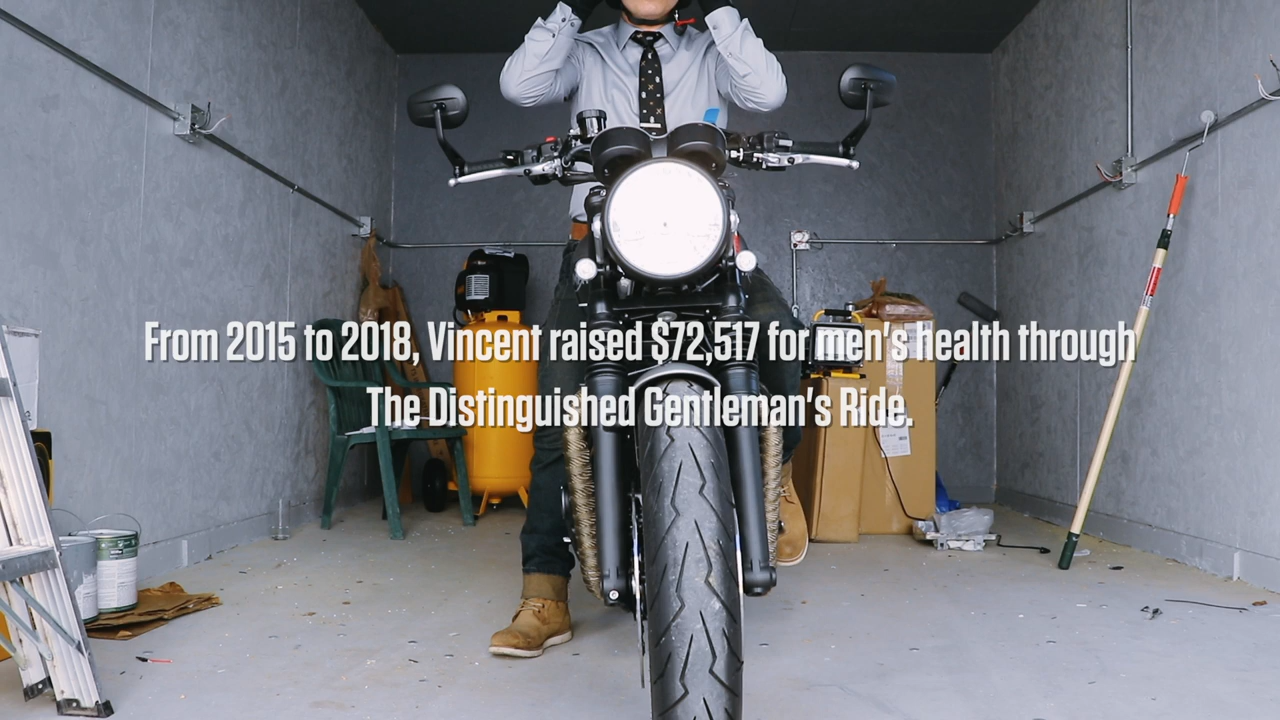 From 2015 to 2018, Vincent raised $72,517 for men's health through
The Distinguished Gentleman's Ride.